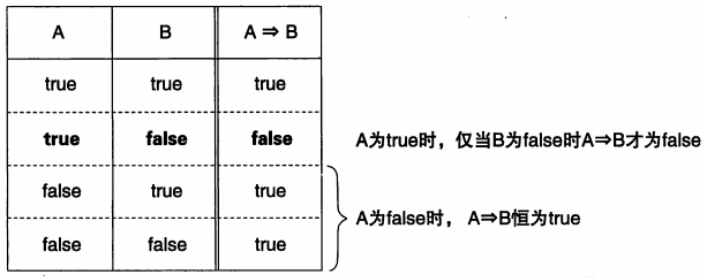 A B A ⇒ B
true true true
true false false
A为true时，仅当B为false时A⇒B才为false
false true true
A为false时， A⇒B恒为true
false false true